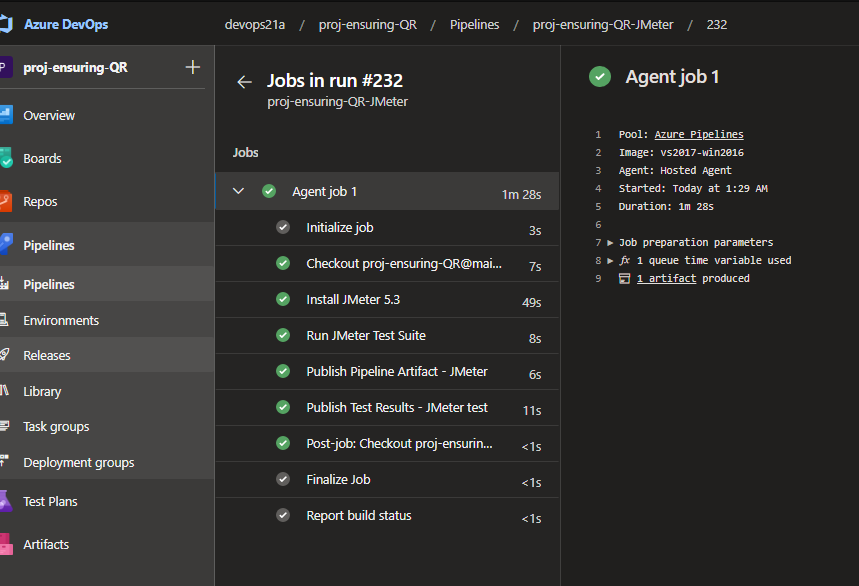 Azure DevOps
devops21a / proj-ensuring-QR / Pipelines / proj-ensuring-QR-JMeter / 232
P proj-ensuring-QR +
Overview
Boards
Repos
Pipelines
Pipelines
Environments
Releases
Library
Task groups
Deployment groups
Test Plans
Artifacts
Jobs in run #232
proj-ensuring-QR-JMeter
Jobs
Agent job 1 1m 28s
Initialize job 3s
Checkout proj-ensuring-QR@mai... 7s
Install JMeter 5.3 49s
Run JMeter Test Suite 8s
Publish Pipeline Artifact - JMeter 6s
Publish Test Results - JMeter test 11s
Post-job: Checkout proj-ensurin... <1s
Finalize Job <1s
Report build status <1s
Agent job 1
1 Pool: Azure Pipelines
2 Image: vs2017-win2016
3 Agent: Hosted Agent
4 Started: Today at 1:29 AM
5 Duration: 1m 28s
6
7 Job preparation parameters
8 fx 1 queue time variable used
9 1 artifact produced